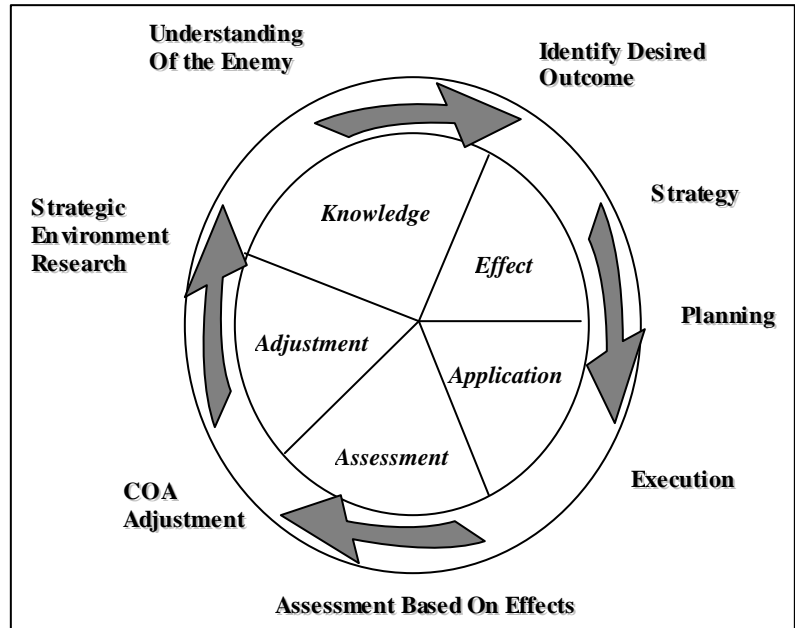 Understanding
Of the Enemy
Identify Desired
Outcome
Strategic
Environment
Research
Knowledge
Strategy
Effect
Planning
Adjustment
Application
Assessment
Execution
COA
Adjustment
Assessment Based On Effects